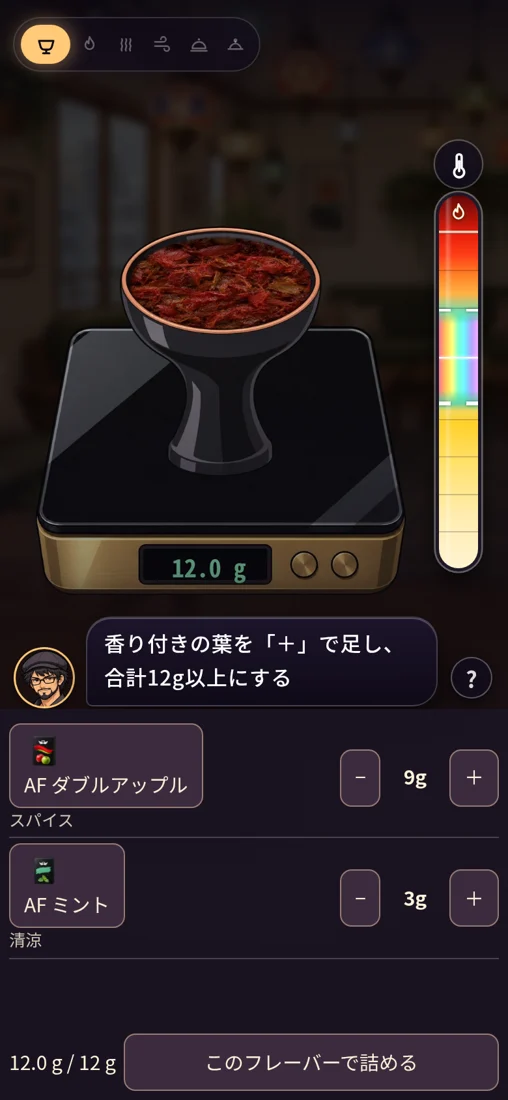 12.0 g
香り付きの葉を「＋」で足し、
合計12g以上にする
?
AF ダブルアップル
− 9g +
スパイス
AF ミント
− 3g +
清涼
12.0 g / 12 g このフレーバーで詰める